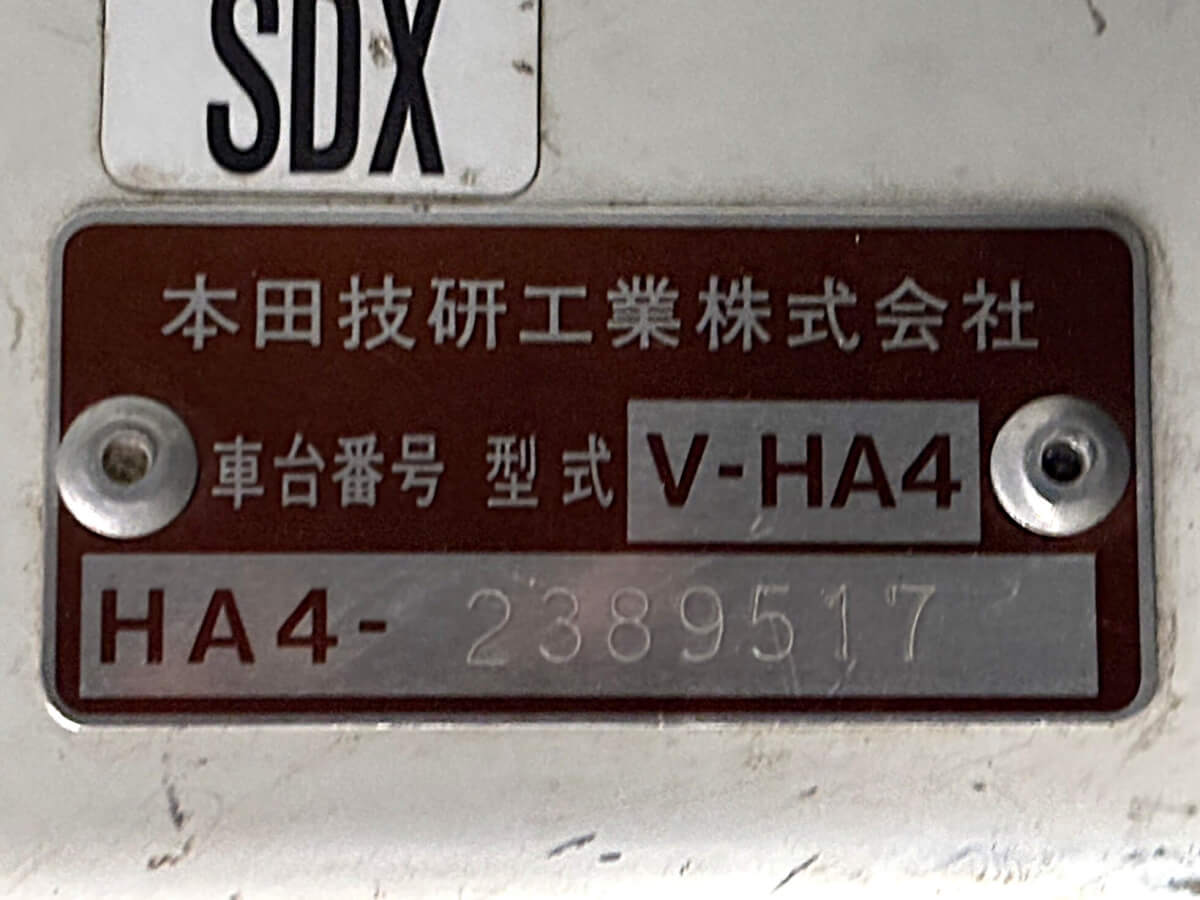 SDX
本田技研工業株式会社
車台番号 型式 V-HA4
HA4-2389517